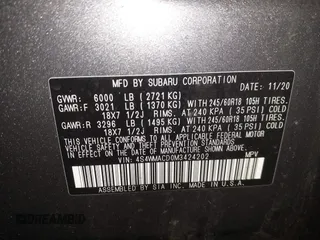 MFD BY SUBARU CORPORATION 11/20
GVWR: 6000 LB (2721 KG)
GAWR:F 3021 LB (1370 KG) WITH 245/60R18 105H TIRES.
18X7 1/2J RIMS. AT 240 KPA (35 PSI) COLD.
GAWR:R 3296 LB (1495 KG) WITH 245/60R18 105H TIRES.
18X7 1/2J RIMS. AT 240 KPA (35 PSI) COLD.
THIS VEHICLE CONFORMS TO ALL APPLICABLE FEDERAL MOTOR
VEHICLE SAFETY AND THEFT PREVENTION STANDARDS IN EFFECT
ON THE DATE OF MANUFACTURE SHOWN ABOVE.
VIN: 4S4WMACD0M3424202
ASSEMBLED BY SIA, INC. MADE IN U.S.A.